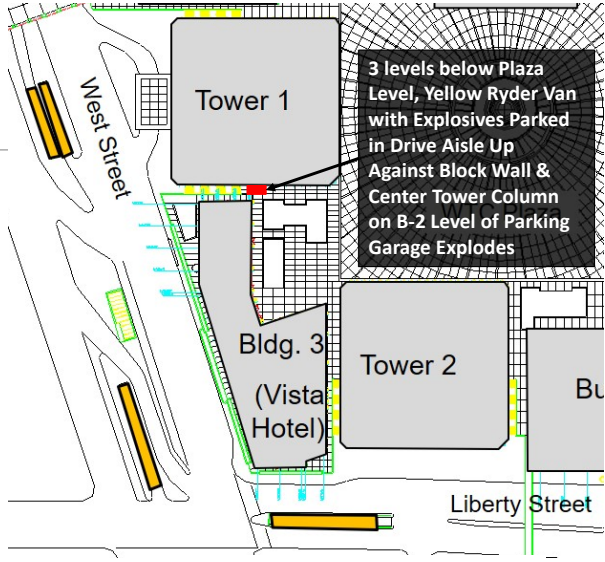 Tower 1
West Street
3 levels below Plaza
Level, Yellow Ryder Van
with Explosives Parked
in Drive Aisle Up
Against Block Wall &
Center Tower Column
on B-2 Level of Parking
Garage Explodes
Bldg. 3
(Vista
Hotel)
Tower 2
Bu
Liberty Street